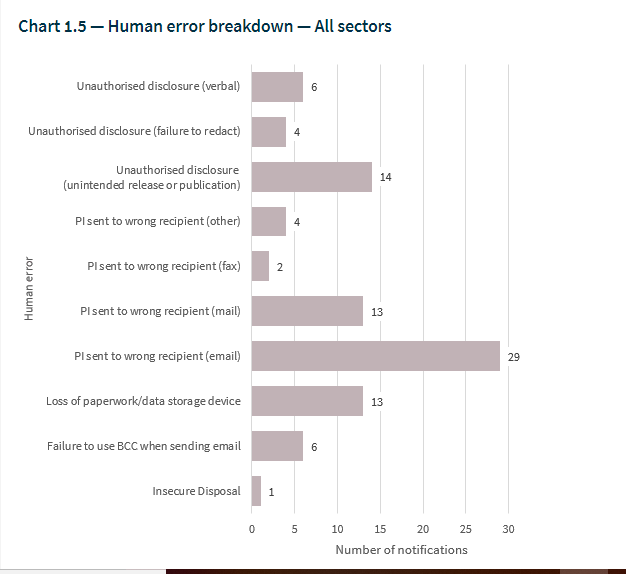 Chart 1.5 — Human error breakdown — All sectors
Unauthorised disclosure (verbal) 6
Unauthorised disclosure (failure to redact) 4
Unauthorised disclosure
(unintended release or publication) 14
PI sent to wrong recipient (other) 4
PI sent to wrong recipient (fax) 2
PI sent to wrong recipient (mail) 13
PI sent to wrong recipient (email) 29
Loss of paperwork/data storage device 13
Failure to use BCC when sending email 6
Insecure Disposal 1
Human error
0 5 10 15 20 25 30
Number of notifications